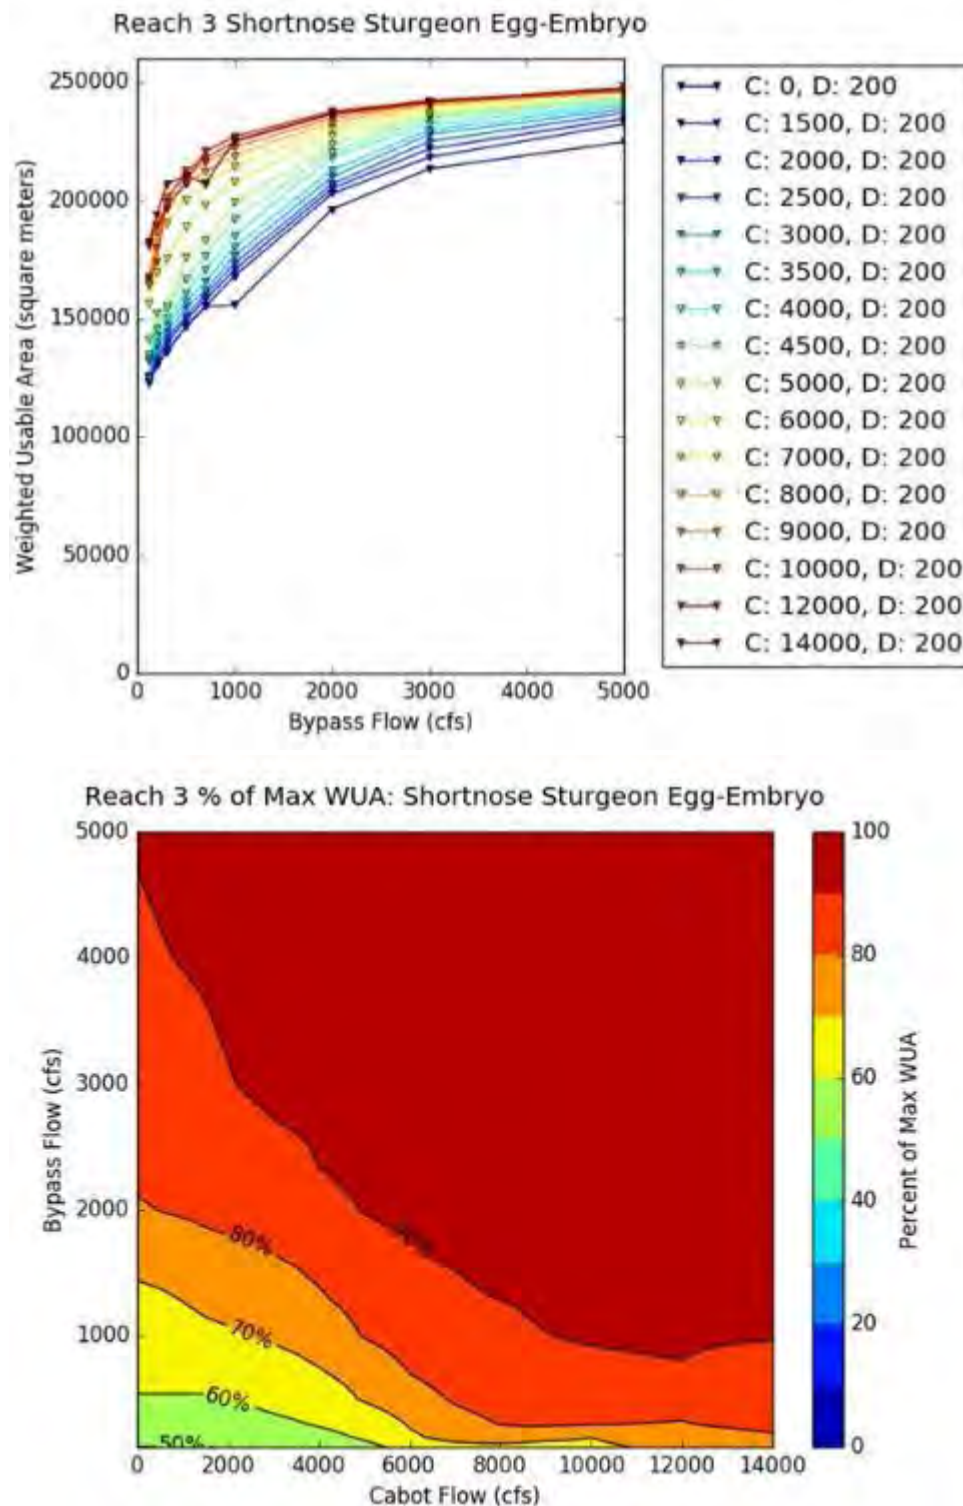 Reach 3 Shortnose Sturgeon Egg-Embryo
250000
200000
150000
100000
50000
0
Weighted Usable Area (square meters)
0 1000 2000 3000 4000 5000
Bypass Flow (cfs)
C: 0, D: 200
C: 1500, D: 200
C: 2000, D: 200
C: 2500, D: 200
C: 3000, D: 200
C: 3500, D: 200
C: 4000, D: 200
C: 4500, D: 200
C: 5000, D: 200
C: 6000, D: 200
C: 7000, D: 200
C: 8000, D: 200
C: 9000, D: 200
C: 10000, D: 200
C: 12000, D: 200
C: 14000, D: 200
Reach 3 % of Max WUA: Shortnose Sturgeon Egg-Embryo
5000
4000
3000
2000
1000
Bypass Flow (cfs)
80%
70%
60%
50%
0 2000 4000 6000 8000 10000 12000 14000
Cabot Flow (cfs)
100
80
60
40
20
0
Percent of Max WUA